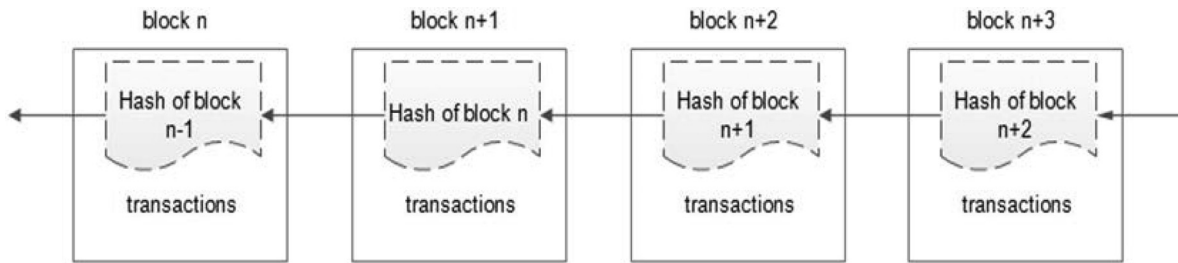 block n
block n+1
block n+2
block n+3
Hash of block
n-1
Hash of block n
Hash of block
n+1
Hash of block
n+2
transactions
transactions
transactions
transactions